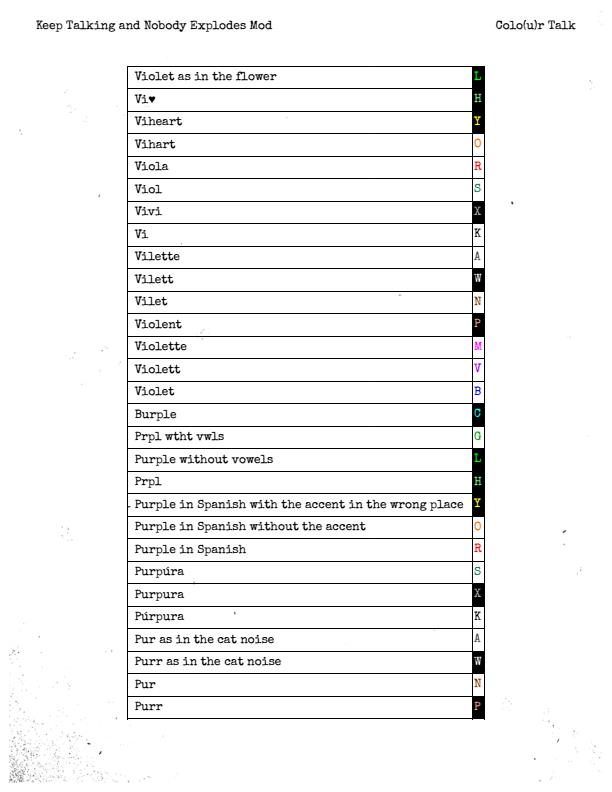 Keep Talking and Nobody Explodes Mod Colo(u)r Talk
Violet as in the flower L
Vi♥ H
Viheart Y
Vihart O
Viola R
Viol S
Vivi X
Vi K
Vilette A
Vilett W
Vilet N
Violent P
Violette M
Violett V
Violet B
Burple C
Prpl wtht vwls G
Purple without vowels L
Prpl H
Purple in Spanish with the accent in the wrong place Y
Purple in Spanish without the accent O
Purple in Spanish R
Purpúra S
Purpura X
Púrpura K
Pur as in the cat noise A
Purr as in the cat noise W
Pur N
Purr P